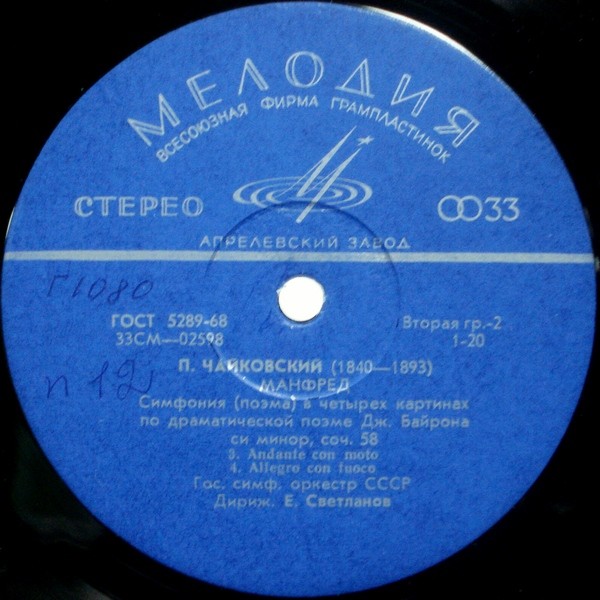 МЕЛОДИЯ
ВСЕСОЮЗНАЯ ФИРМА ГРАМПЛАСТИНОК
СТЕРЕО
33
АПРЕЛЕВСКИЙ ЗАВОД
Г1080
ГОСТ 5289-68
Вторая гр.-2
33СМ—02598
1-20
П. ЧАЙКОВСКИЙ (1840—1893)
МАНФРЕД
Симфония (поэма) в четырех картинах
по драматической поэме Дж. Байрона
си минор, соч. 58
3. Andante con moto
4. Allegro con fuoco
Гос. симф. оркестр СССР
Дириж. Е. Светланов